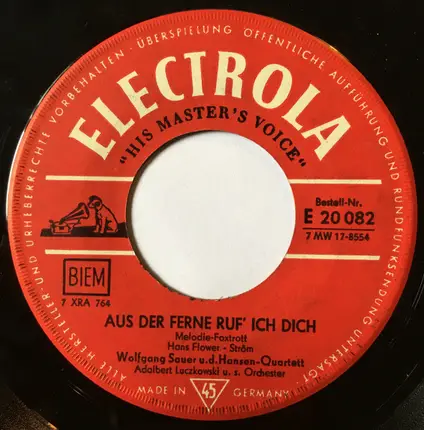 ALLE HERSTELLER- UND URHEBERRECHTE VORBEHALTEN · ÜBERSPIELUNG ÖFFENTLICHE AUFFÜHRUNG UND RUNDFUNKSENDUNG UNTERSAGT
ELECTROLA
"HIS MASTER'S VOICE"
Bestell-Nr.
E 20 082
7 MW 17-8554
BIEM
7 XRA 764
AUS DER FERNE RUF' ICH DICH
Melodie-Foxtrott
Hans Flower - Ström
Wolfgang Sauer u.d. Hansen-Quartett
Adalbert Luczkowski u. s. Orchester
MADE IN 45 GERMANY